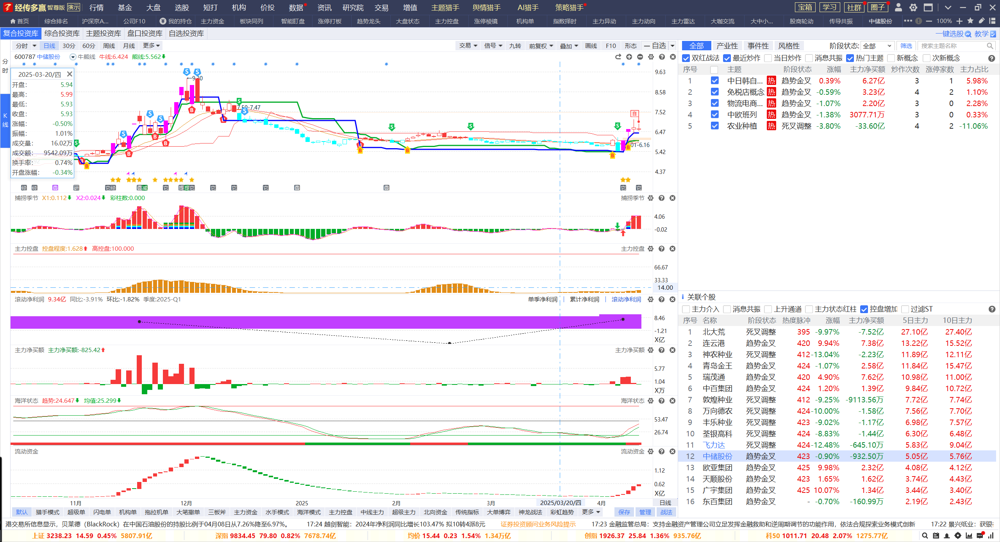 经传多赢 智尊版 演示 行情 基金 大盘 选股 短打 机构 价投 数据 资讯 研究院 交易 增值 主题猎手 舆情猎手 AI猎手 策略猎手 宝箱 学习 社群 圈子
首页 综合排名 沪深京A... 公司F10 我的持仓 主力资金 板块同列 智能盯盘 涨停打板 趋势龙头 大盘状态 主力控盘 涨停棱镜 机构单 指数择时 主力异动 主力动向 主力雷达 大咖交流 大中小... 股商轮动 传导共振 中储股份 100%
复合投资库 综合投资库 主题投资库 盘口投资库 自选投资库 一键选股 教学
分时 日线 30分 60分 周线 月线 更多 交易 信号 九转 前复权 叠加 画线 F10 形态 自选
分时
K线
600787 中储股份 牛熊线 牛线:6.424 熊线:5.562
2025-03-20/四
开盘: 5.94
最高: 5.99
最低: 5.93
收盘: 5.93
涨幅: -0.50%
振幅: 1.01%
成交量: 16.02万
成交额: 9542.09万
换手率: 0.74%
开盘涨幅: -0.34%
9.30
7.50-7.47
01-6.16
自
9.63
8.58
7.52
6.47
5.42
4.37
捕捞季节 X1:0.112 X2:0.024 彩柱数:0.000 捕捞季节
4.06
-0.02
主力控盘 控盘程度:1.628 高控盘:100.000 主力控盘
66.67
33.33
14.00
滚动净利润 9.34亿 同比:-3.91% 环比:-1.82% 季度:2025-Q1 单季净利润 累计净利润 滚动净利润
8.46
-1.21
X亿
主力净买额 主力净买额:-825.42 主力净买额
5.77
1.04
X万
海洋状态 趋势:24.647 均值:25.299 海洋状态
53.47
26.74
流动资金 流动资金
1.12
0.62
X亿
11月 12月 2025 2月 3月 2025/03/20/四 4月 日线
默认 猎手模式 超级单 闪电单 机构单 拖拉机单 大笔撤单 三板斧 主力资金 水手模式 海洋模式 主力控盘 中线主力 超级主力 北向资金 传统指标 大单博弈 神龙战法 彩虹趋势 更多 保存 管理 战法
全部 产业性 事件性 风格性 阶段状态: 全部 筛选 搜索主题名称
双红战法 最近炒作 当日炒作 消息共振 热门主题 新概念 次新概念
序号 主题 阶段状态 涨幅 主力净买额 炒作次数 涨停家数 主力占比
1 中日韩自... 热 趋势金叉 0.39% 6.27亿 3 1 5.98%
2 免税店概念 热 趋势金叉 -0.59% 3.23亿 4 2 1.10%
3 物流电商... 热 趋势金叉 -1.07% 2.20亿 3 0 2.28%
4 中欧班列 热 趋势金叉 -1.38% 3077.71万 3 0 0.33%
5 农业种植 热 死叉调整 -3.80% -33.60亿 4 2 -11.06%
关联个股
主力介入 消息共振 上升通道 主力状态红柱 控盘增加 过滤ST
序号 名称 阶段状态 热度脉冲 涨幅 主力净买额 5日主力 10日主力
1 北大荒 死叉调整 395 -9.97% -7.52亿 27.10亿 27.40亿
2 连云港 趋势金叉 420 9.94% 7.38亿 13.22亿 15.52亿
3 神农种业 死叉调整 412 -13.04% -2.23亿 11.89亿 12.11亿
4 青岛金王 趋势金叉 424 -1.07% 2.58亿 11.84亿 15.47亿
5 瑞茂通 趋势金叉 420 4.90% 7.62亿 10.98亿 11.00亿
6 中百集团 趋势金叉 424 1.20% 1.39亿 9.84亿 10.72亿
7 敦煌种业 死叉调整 412 -9.25% -9113.56万 7.72亿 7.74亿
8 万向德农 死叉调整 424 -10.00% -1.58亿 7.56亿 7.70亿
9 丰乐种业 死叉调整 423 -9.02% -1.17亿 6.98亿 7.57亿
10 荃银高科 死叉调整 424 -8.83% -1.44亿 6.30亿 6.48亿
11 飞力达 死叉调整 424 -12.48% -645.10万 5.83亿 9.04亿
12 中储股份 趋势金叉 423 -0.90% -932.50万 5.05亿 5.76亿
13 欧亚集团 趋势金叉 425 9.98% 2.32亿 4.08亿 4.12亿
14 天顺股份 趋势金叉 423 1.65% 1.62亿 3.74亿 4.43亿
15 广宇集团 趋势金叉 425 10.07% 1.34亿 3.44亿 3.40亿
16 东百集团 趋势金叉 - -0.70% -160.99万 2.19亿 2.43亿
港交易所信息显示，贝莱德（BlackRock）在中国石油股份的持股比例于04月08日从7.26%降至6.97%。 17:24 越剑智能：2024年净利润同比增长103.47% 拟10转4派8元 证券投资顾问业务风险提示 17:23 金融监管总局：支持金融资产管理公司立足发挥金融救助和逆周期调节的功能作用，依法合规探索业务模式创新 17:22 景兴纸业：获银
上证 3238.23 14.59 0.45% 5807.91亿 深指 9834.45 79.80 0.82% 7678.74亿 均价 15.44 0.23 1.54% 1.34万亿 创指 1926.37 25.84 1.36% 935.76亿 科50 1011.71 20.48 2.07% 1275.77亿